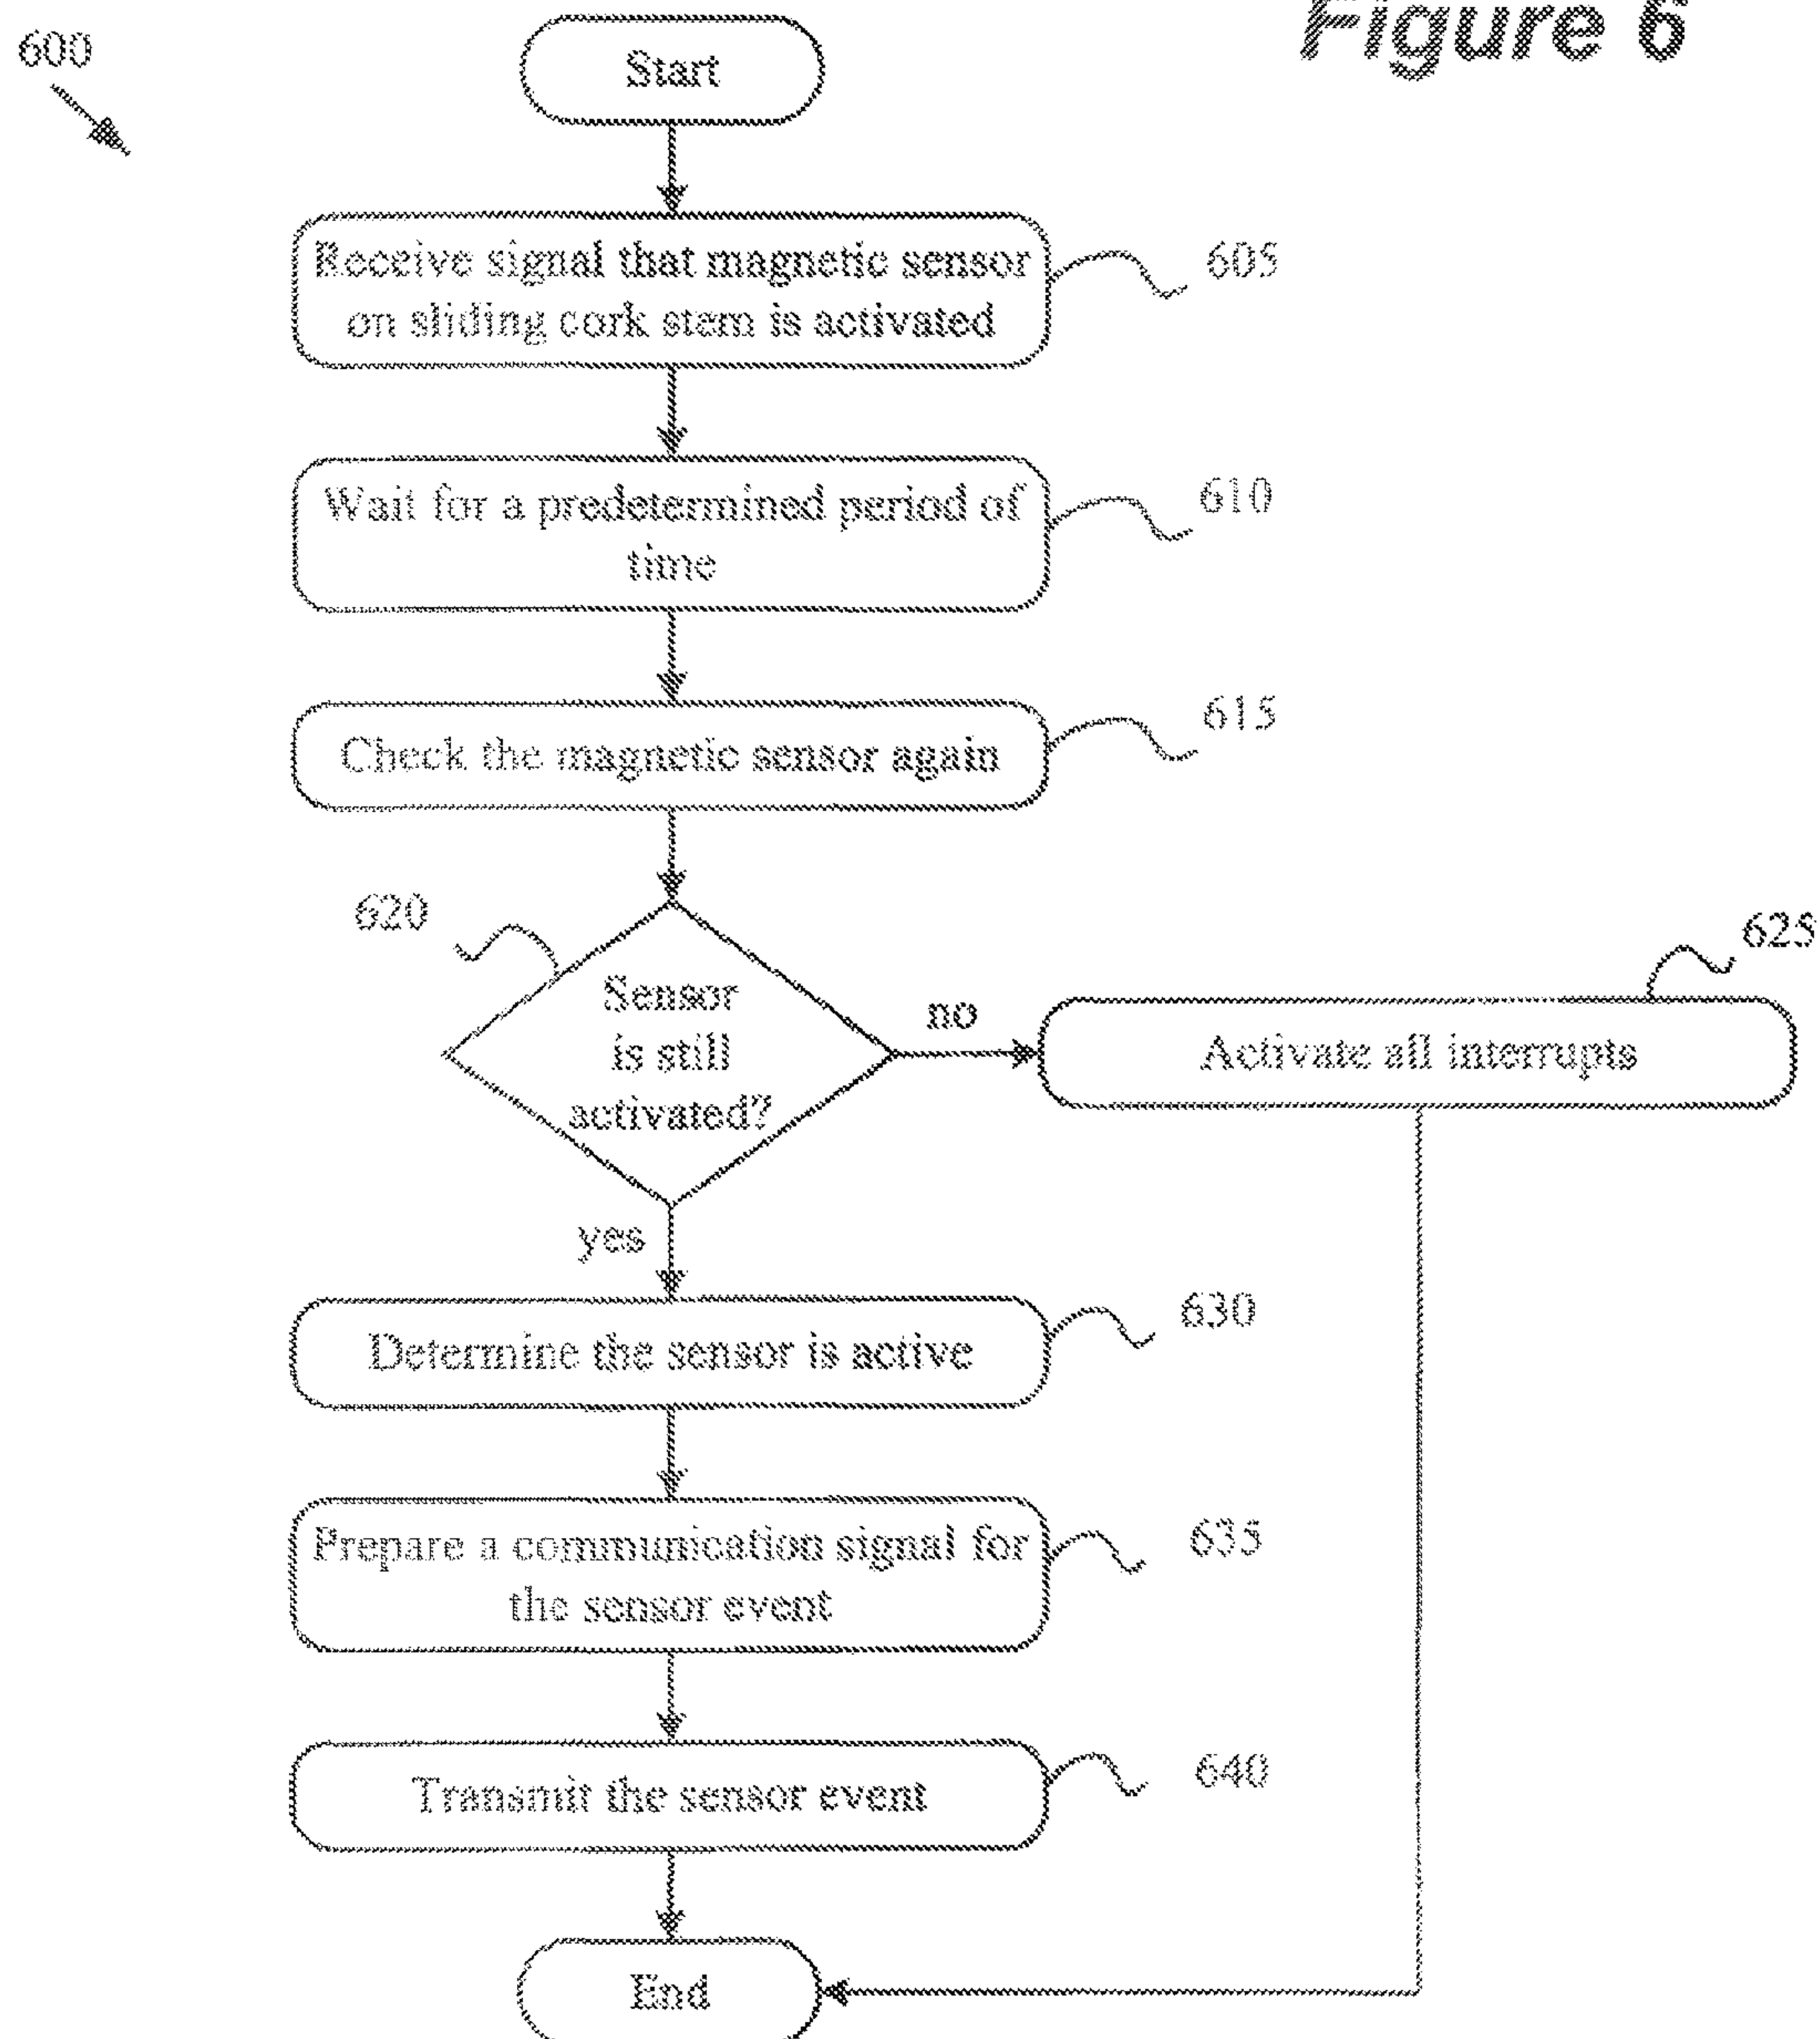 Figure 6
600
Start
Receive signal that magnetic sensor
on sliding cork stem is activated
605
Wait for a predetermined period of
time
610
Check the magnetic sensor again
615
620
Sensor
is still
activated?
no
625
Activate all interrupts
yes
Determine the sensor is active
630
Prepare a communication signal for
the sensor event
635
Transmit the sensor event
640
End